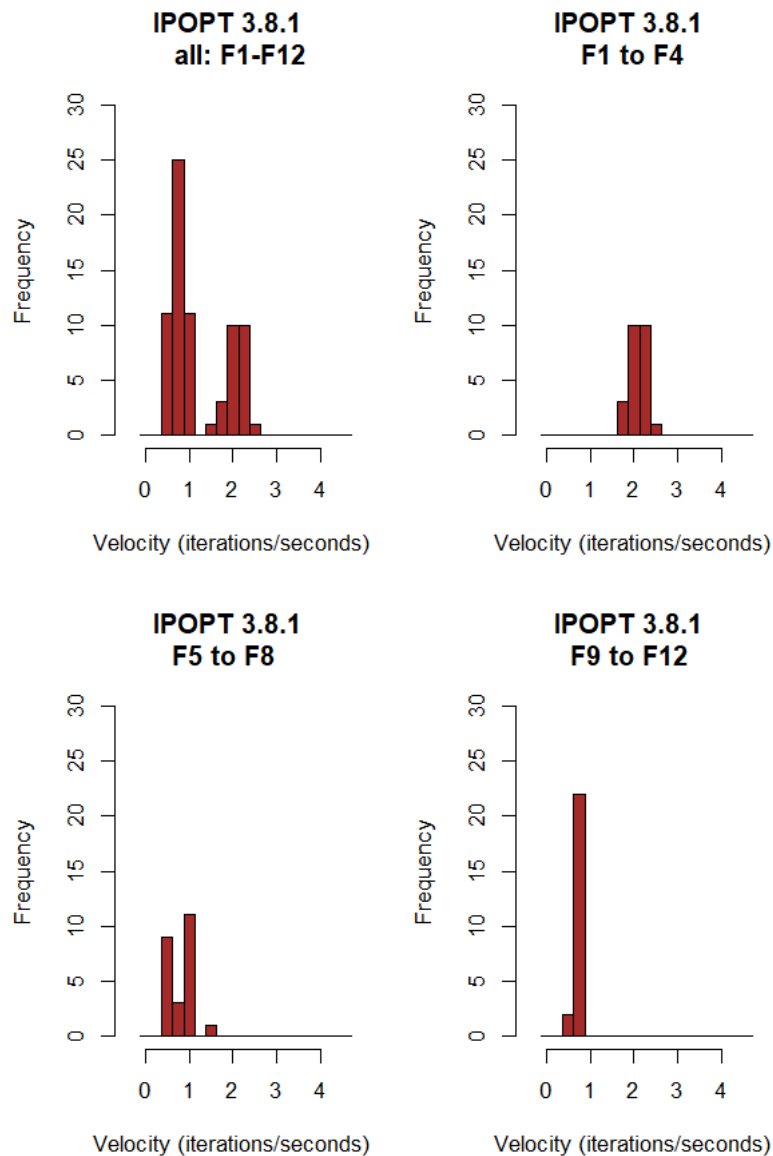 IPOPT 3.8.1
all: F1-F12
30
25
20
15
10
5
0
Frequency
0 1 2 3 4
Velocity (iterations/seconds)
IPOPT 3.8.1
F1 to F4
30
25
20
15
10
5
0
Frequency
0 1 2 3 4
Velocity (iterations/seconds)
IPOPT 3.8.1
F5 to F8
30
25
20
15
10
5
0
Frequency
0 1 2 3 4
Velocity (iterations/seconds)
IPOPT 3.8.1
F9 to F12
30
25
20
15
10
5
0
Frequency
0 1 2 3 4
Velocity (iterations/seconds)